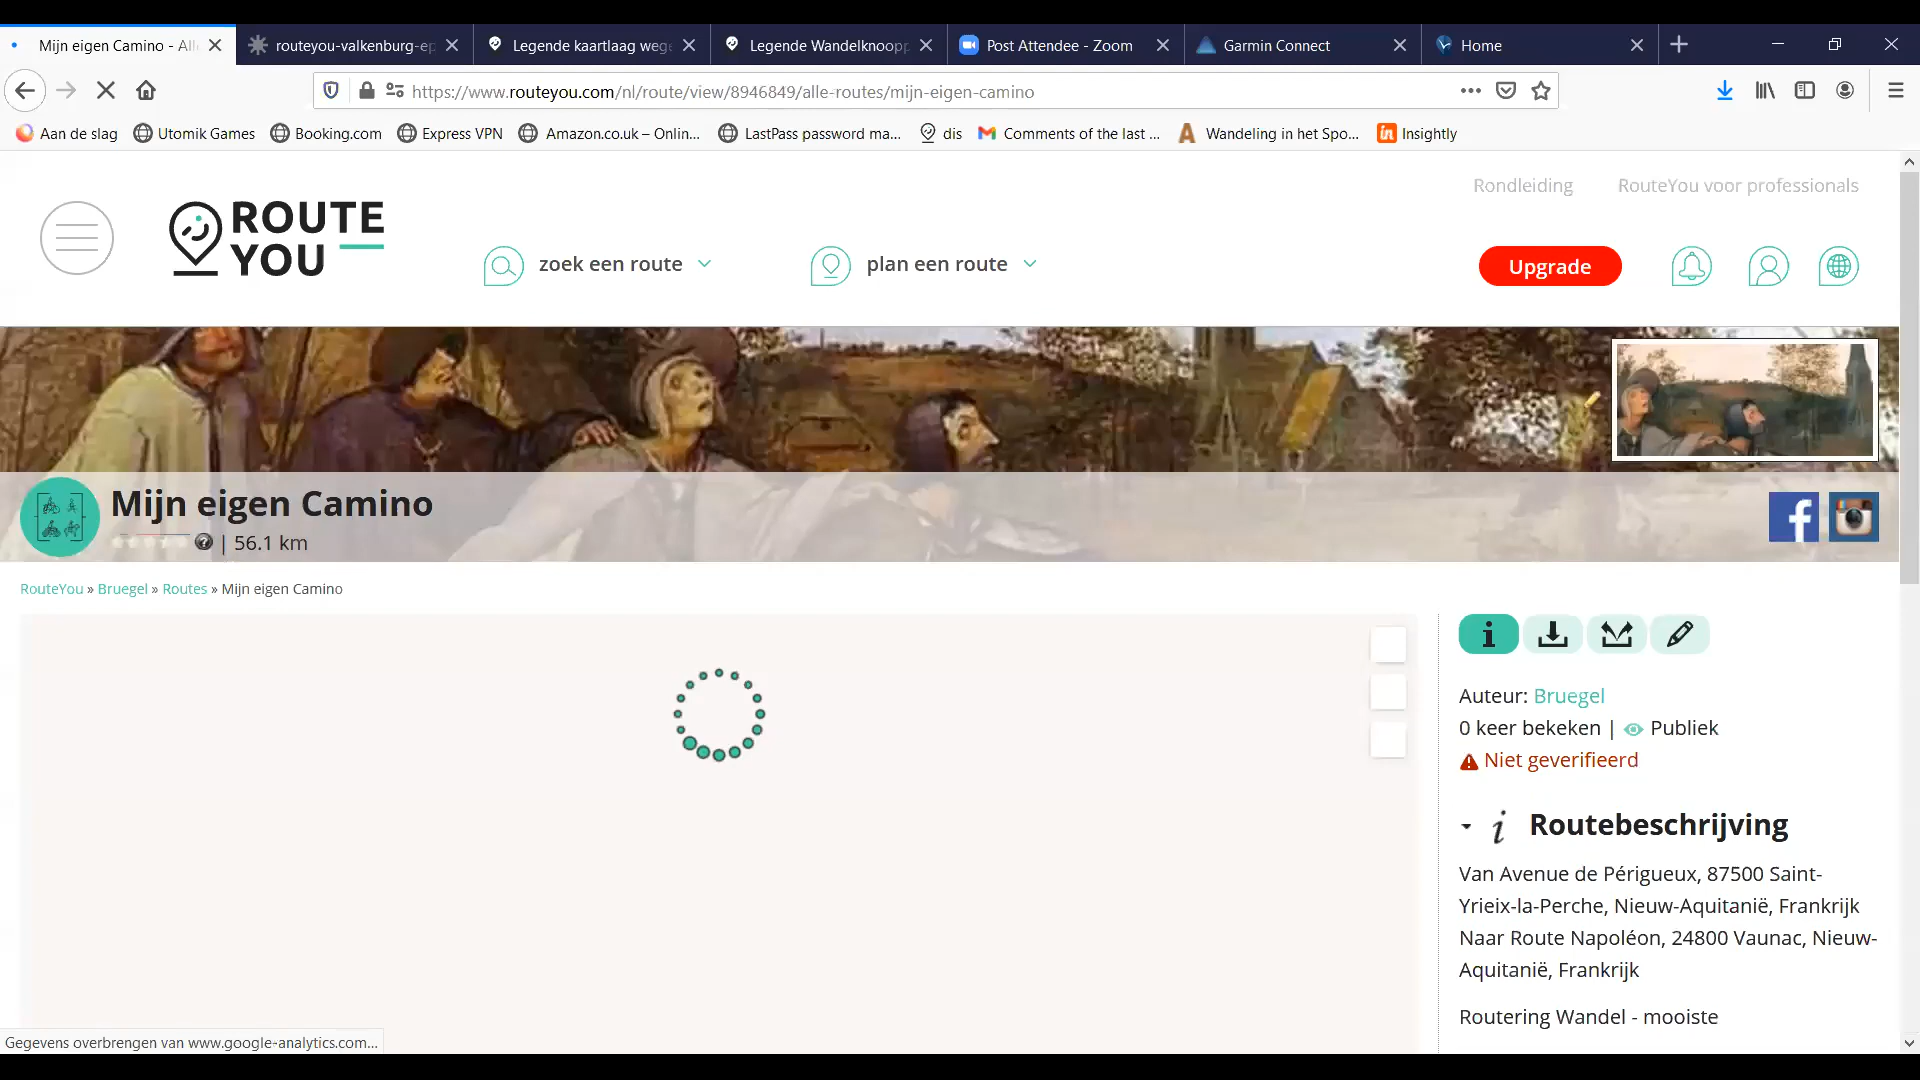 Mijn eigen Camino - All
routeyou-valkenburg-ep
Legende kaartlaag wege
Legende Wandelknoopp
Post Attendee - Zoom
Garmin Connect
Home
https://www.routeyou.com/nl/route/view/8946849/alle-routes/mijn-eigen-camino
Aan de slag
Utomik Games
Booking.com
Express VPN
Amazon.co.uk – Onlin...
LastPass password ma...
dis
Comments of the last ...
Wandeling in het Spo...
Insightly
Rondleiding
RouteYou voor professionals
ROUTE
YOU
zoek een route
plan een route
Upgrade
Mijn eigen Camino
| 56.1 km
RouteYou » Bruegel » Routes » Mijn eigen Camino
Auteur: Bruegel
0 keer bekeken | Publiek
Niet geverifieerd
Routebeschrijving
Van Avenue de Périgueux, 87500 Saint-
Yrieix-la-Perche, Nieuw-Aquitanië, Frankrijk
Naar Route Napoléon, 24800 Vaunac, Nieuw-
Aquitanië, Frankrijk
Routering Wandel - mooiste
Gegevens overbrengen van www.google-analytics.com...